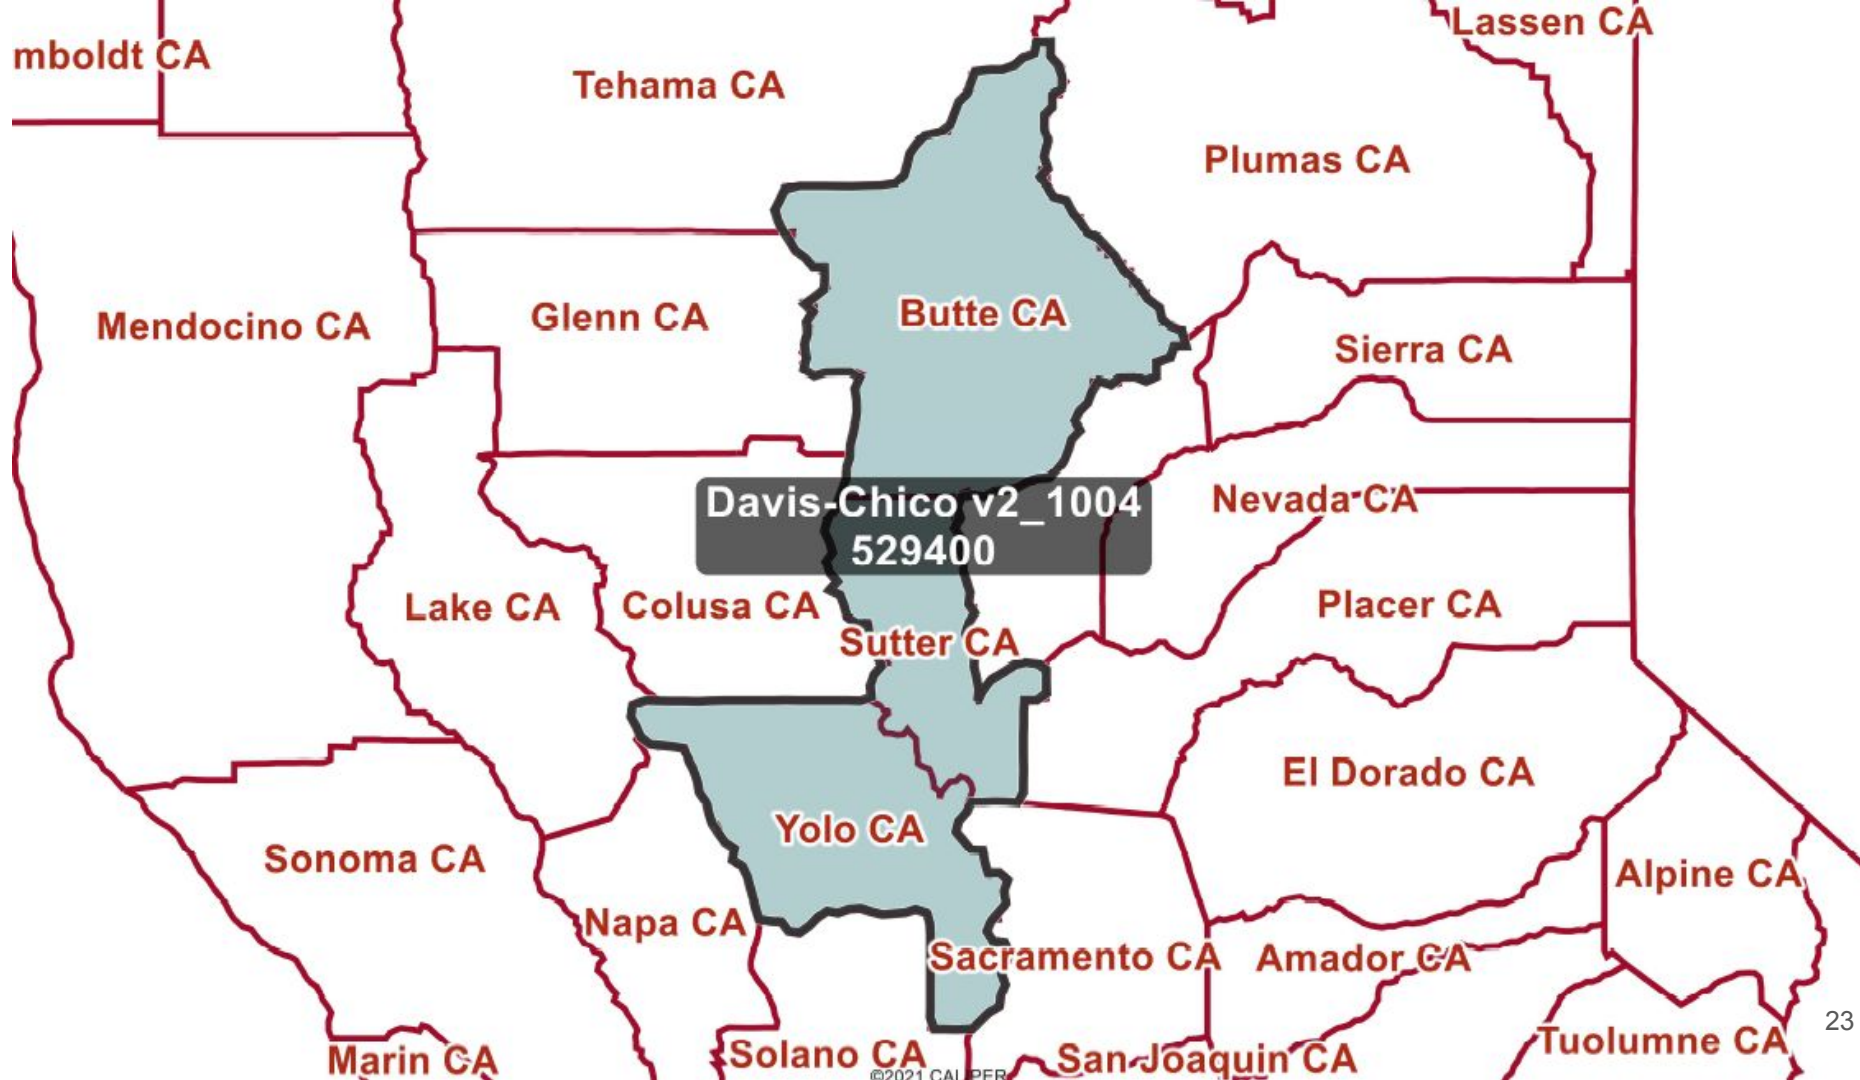 Lassen CA
mboldt CA
Tehama CA
Plumas CA
Butte CA
Glenn CA
Mendocino CA
Sierra CA
Davis-Chico v2_1004
529400
Nevada CA
Lake CA
Colusa CA
Placer CA
Sutter CA
El Dorado CA
Yolo CA
Sonoma CA
Alpine CA
Napa CA
Sacramento CA
Amador CA
23
Tuolumne CA
Marin CA
Solano CA
San Joaquin CA
©2021 CALIPER